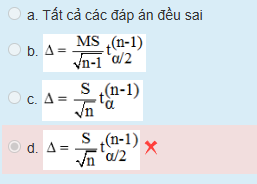 a. Tất cả các đáp án đều sai
b. Δ = MS/√n-1 t(n-1) α/2
c. Δ = S/√n t(n-1) α
d. Δ = S/√n t(n-1) α/2